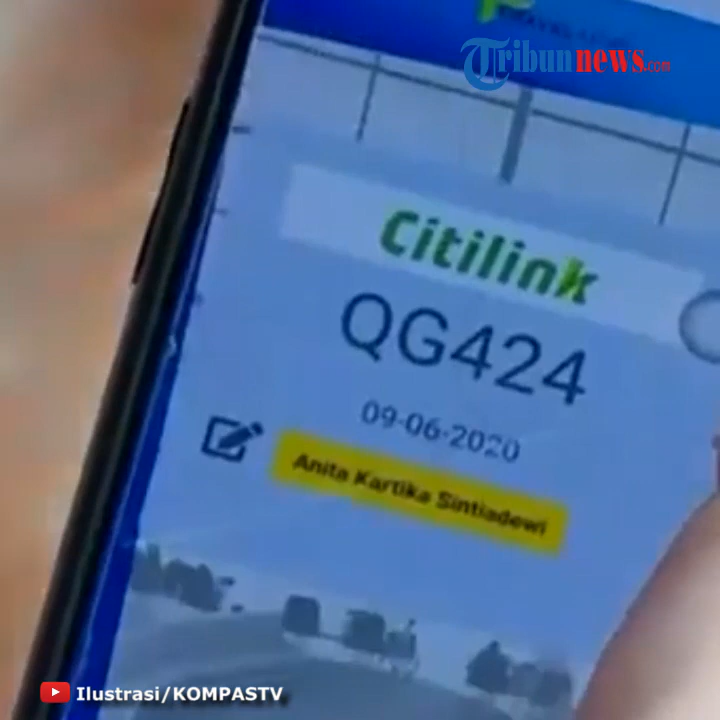 Tribunnews.com
Citilink
QG424
09-06-2020
Anita Kartika Sintiadewi
Ilustrasi/KOMPASTV